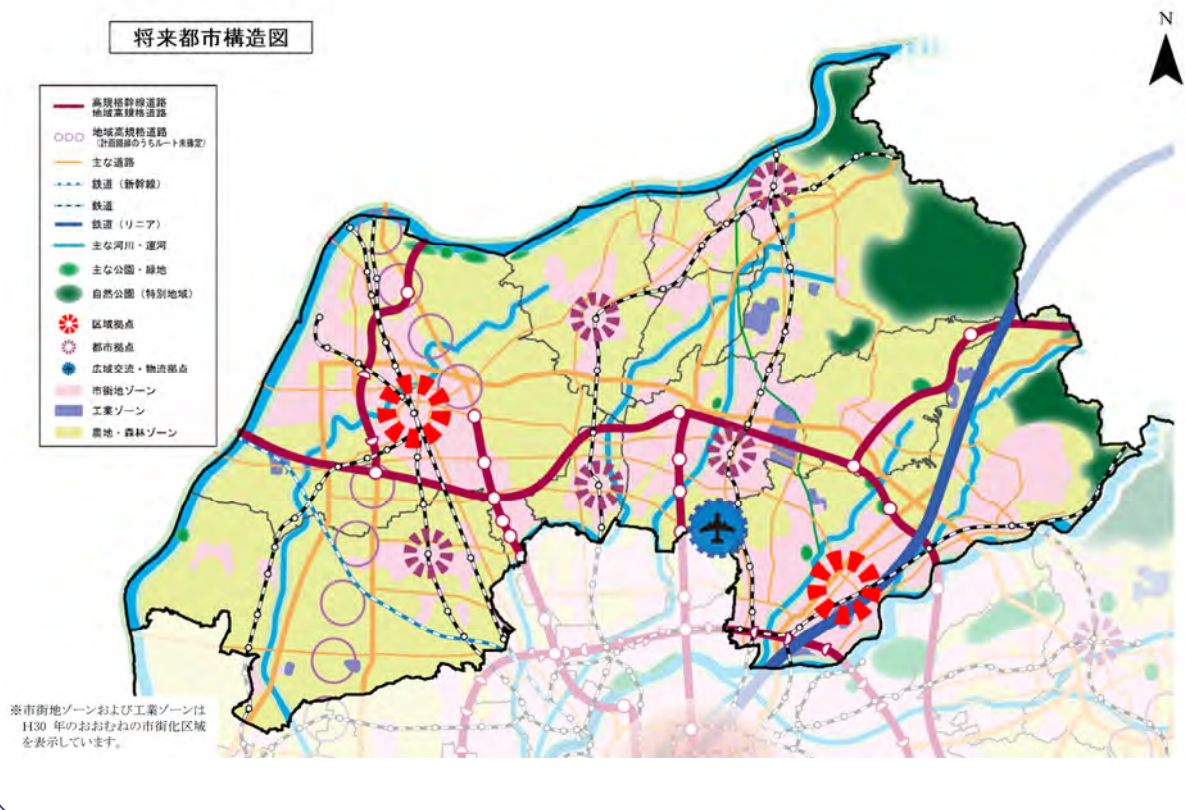 将来都市構造図
N
高規格幹線道路
地域高規格道路
地域高規格道路
(計画路線のうちルート未確定)
主な道路
鉄道（新幹線）
鉄道
鉄道（リニア）
主な河川・運河
主な公園・緑地
自然公園（特別地域）
区域拠点
都市拠点
広域交流・物流拠点
市街地ゾーン
工業ゾーン
農地・森林ゾーン
※市街地ゾーンおよび工業ゾーンは
H30 年のおおむねの市街化区域
を表示しています。